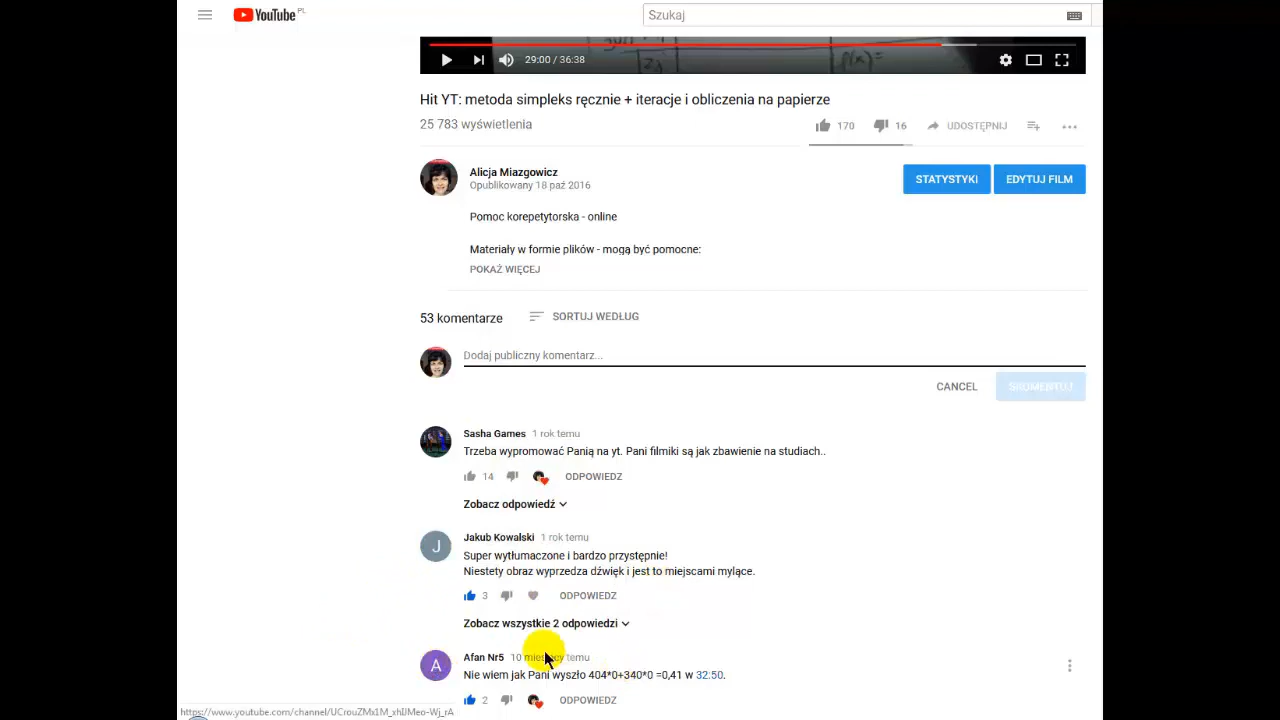 YouTube PL
Szukaj
29:00 / 36:38
Hit YT: metoda simpleks ręcznie + iteracje i obliczenia na papierze
25 783 wyświetlenia
170
16
UDOSTĘPNIJ
Alicja Miazgowicz
Opublikowany 18 paź 2016
STATYSTYKI
EDYTUJ FILM
Pomoc korepetytorska - online
Materiały w formie plików - mogą być pomocne:
POKAŻ WIĘCEJ
53 komentarze
SORTUJ WEDŁUG
Dodaj publiczny komentarz...
CANCEL
SKOMENTUJ
Sasha Games 1 rok temu
Trzeba wypromować Panią na yt. Pani filmiki są jak zbawienie na studiach..
14
ODPOWIEDZ
Zobacz odpowiedź
J
Jakub Kowalski 1 rok temu
Super wytłumaczone i bardzo przystępnie!
Niestety obraz wyprzedza dźwięk i jest to miejscami mylące.
3
ODPOWIEDZ
Zobacz wszystkie 2 odpowiedzi
A
Afan Nr5 10 miesięcy temu
Nie wiem jak Pani wyszło 404*0+340*0 =0,41 w 32:50.
2
ODPOWIEDZ